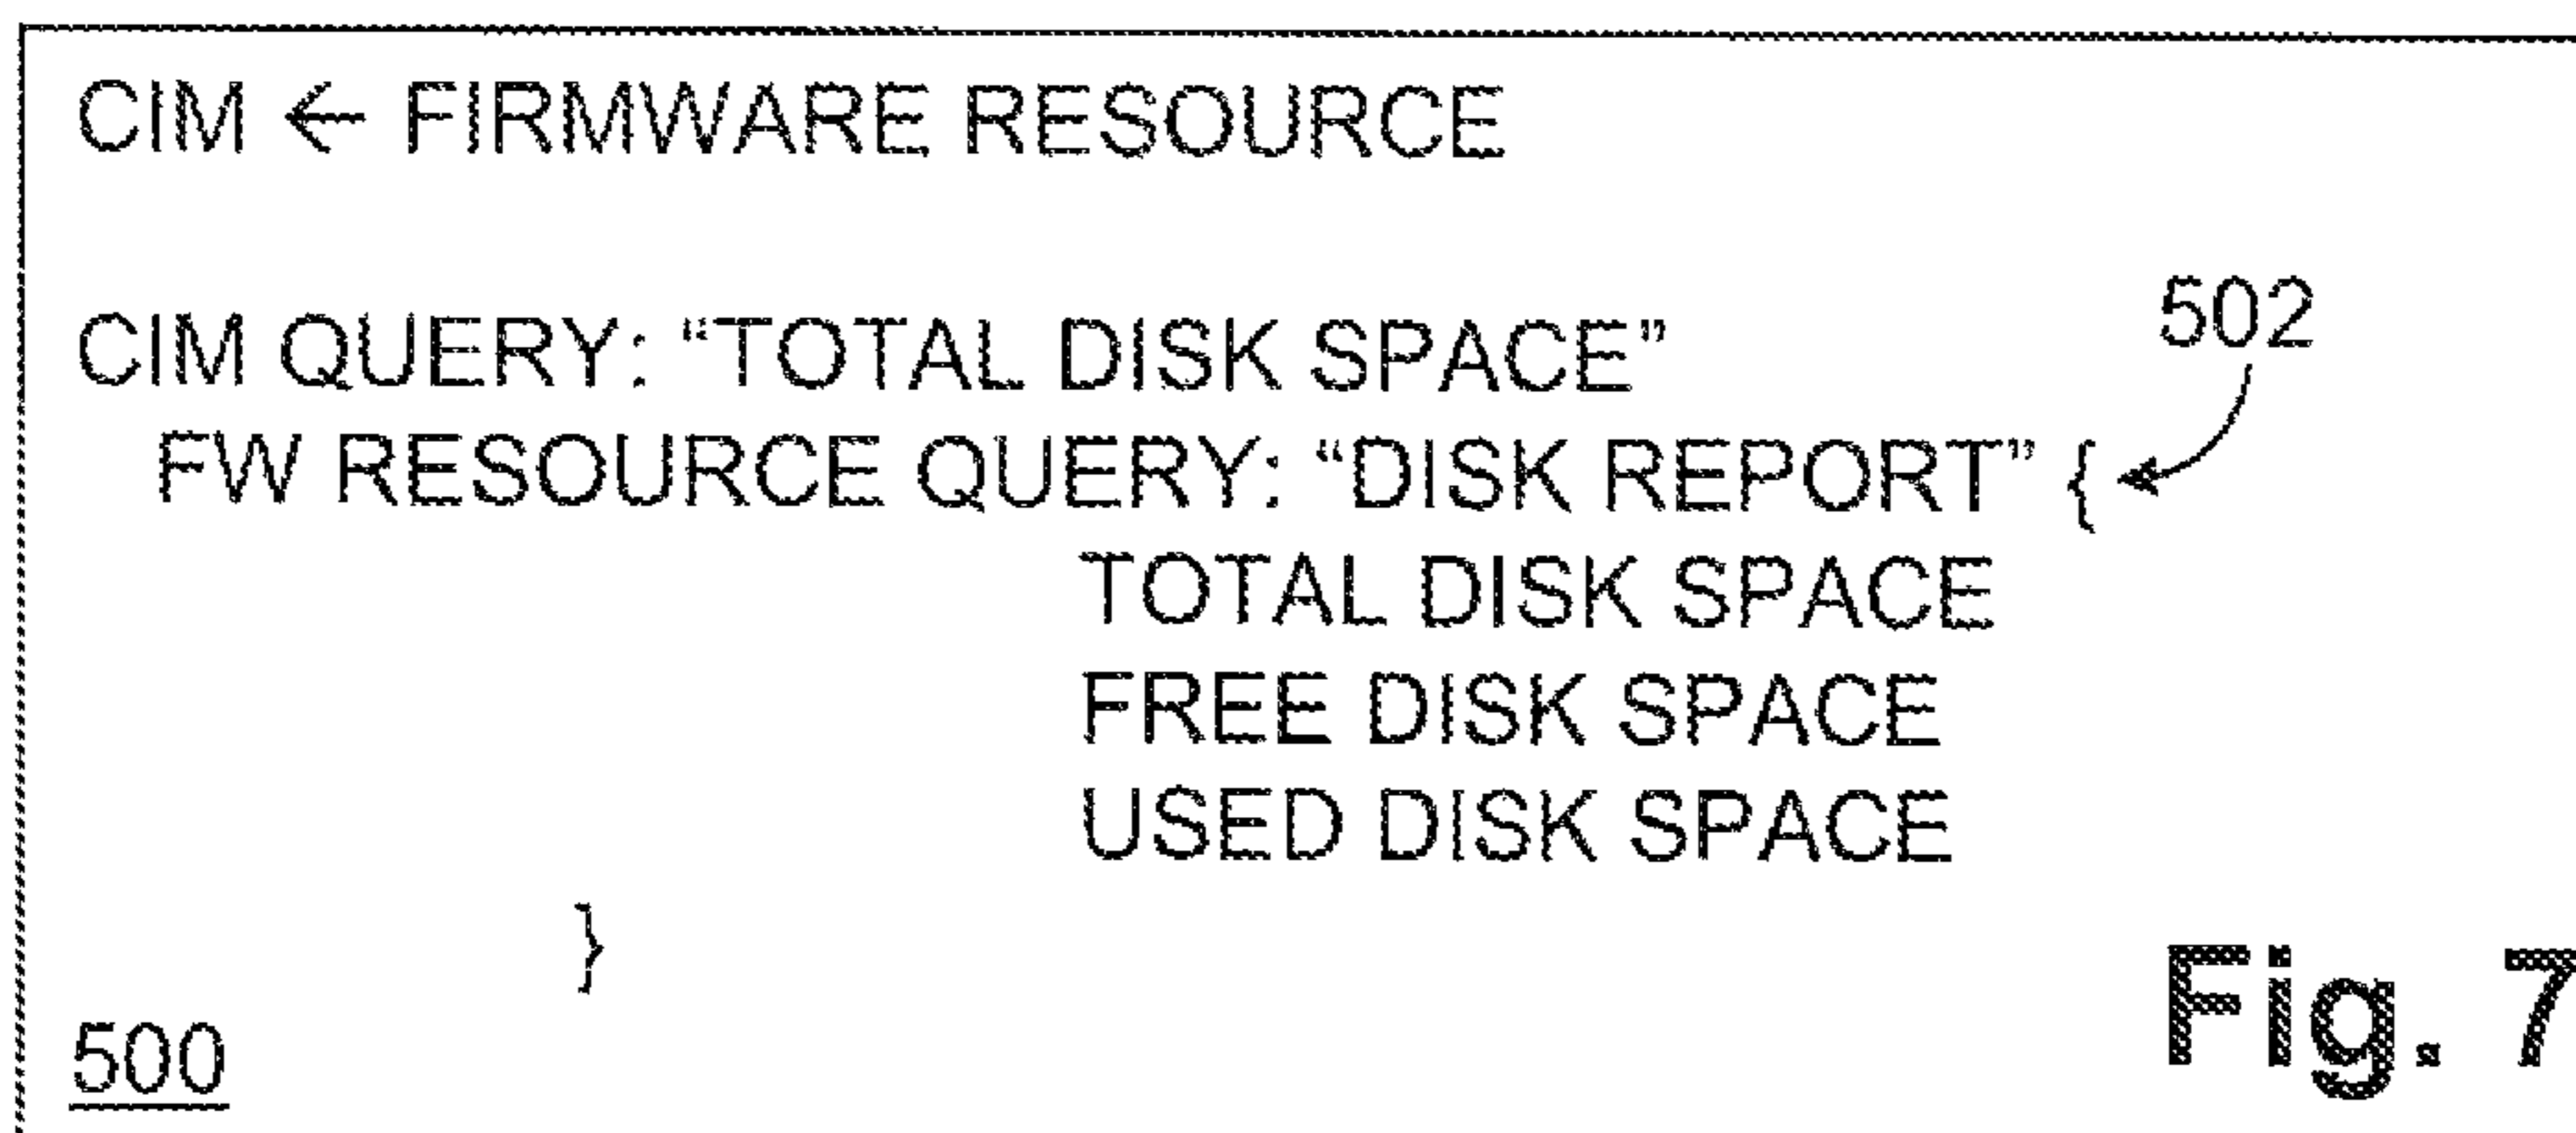 CIM ← FIRMWARE RESOURCE
502
CIM QUERY: “TOTAL DISK SPACE”
FW RESOURCE QUERY: “DISK REPORT” {
TOTAL DISK SPACE
FREE DISK SPACE
USED DISK SPACE
}
500
Fig. 7